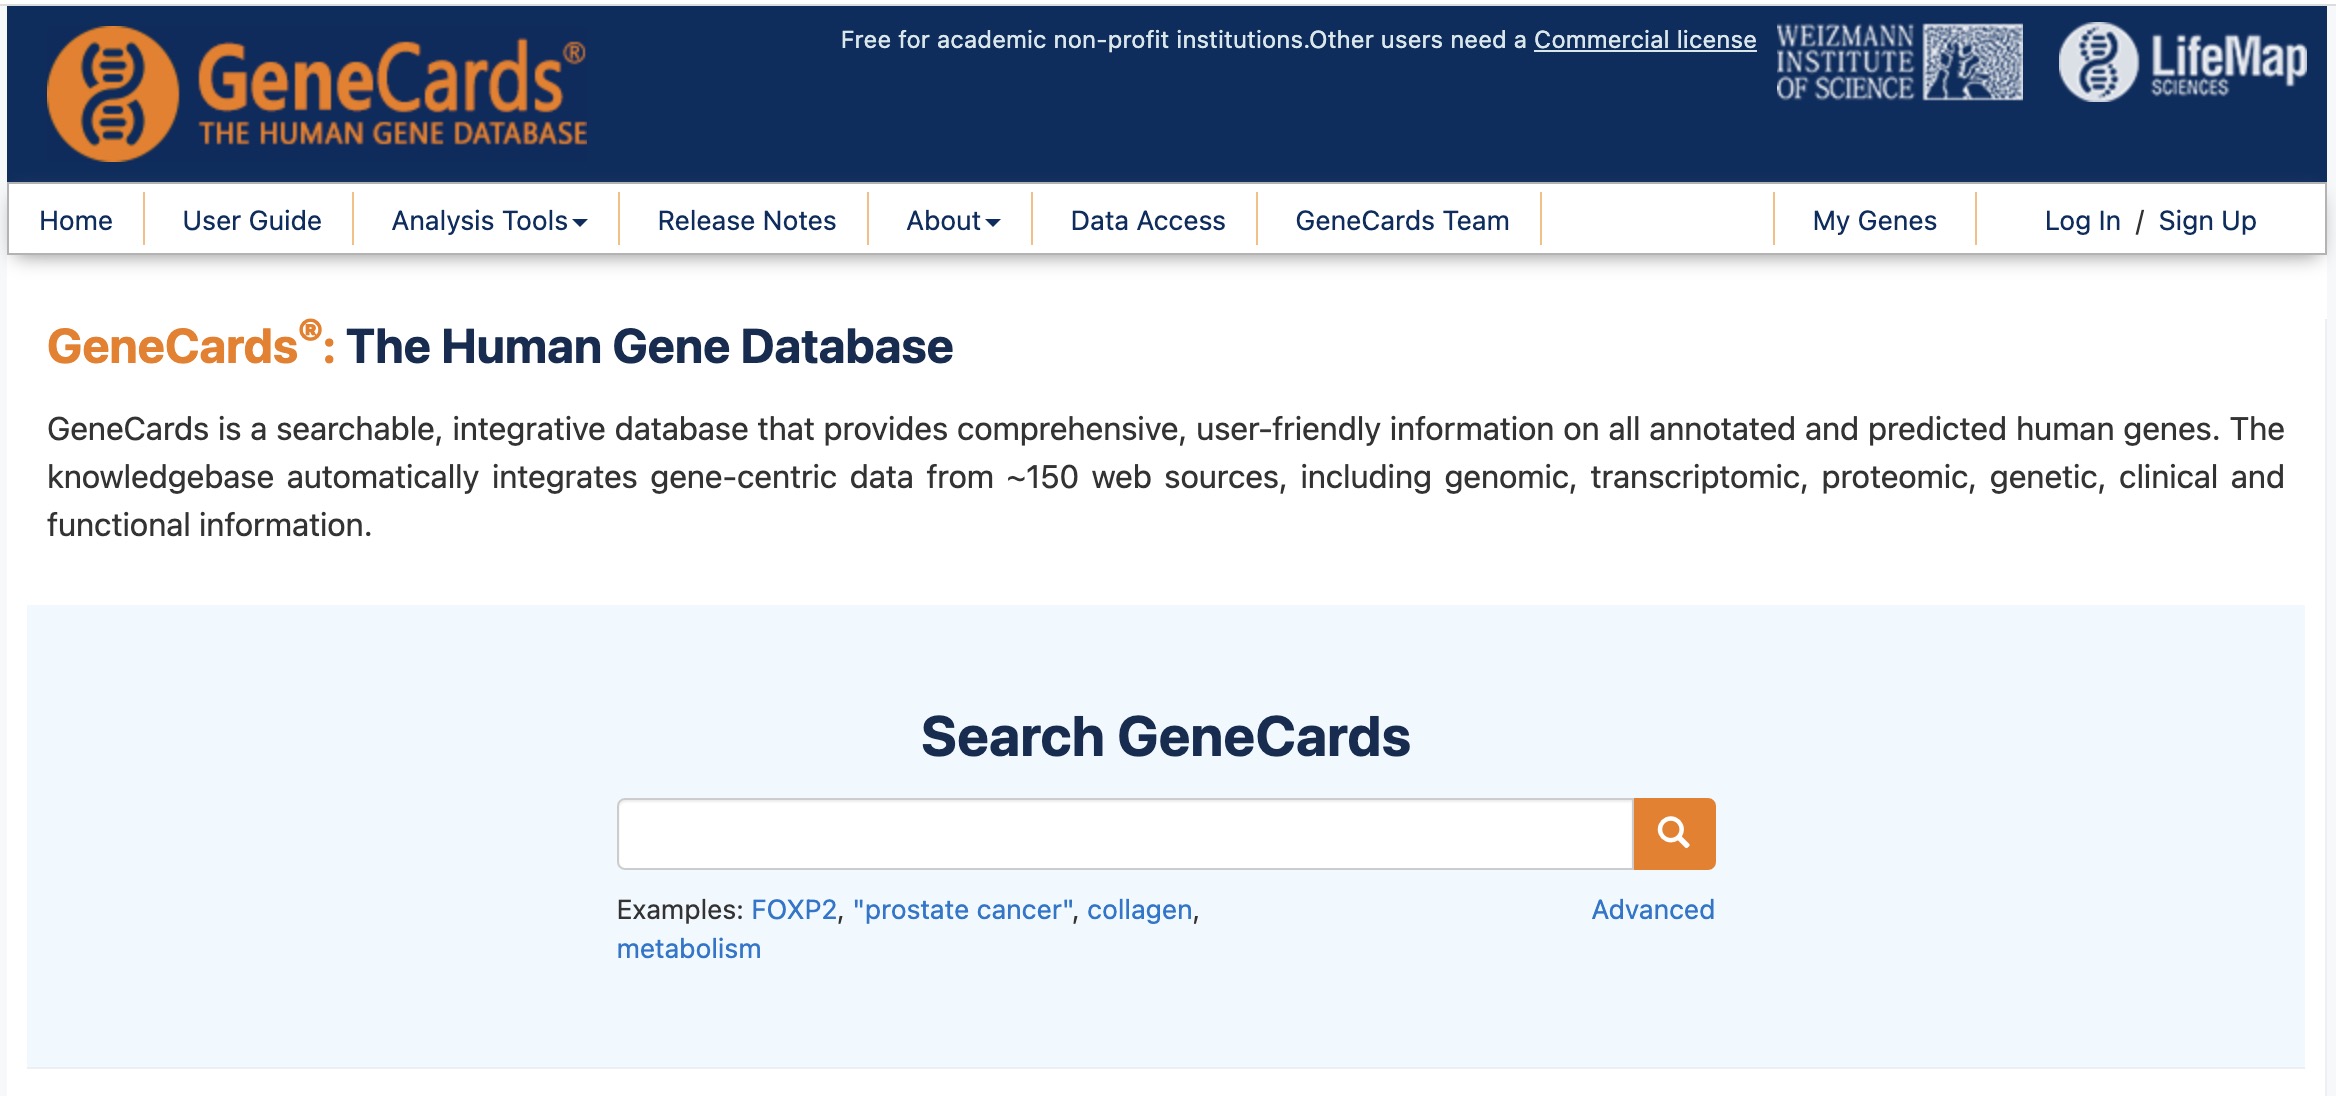 GeneCards®
THE HUMAN GENE DATABASE
Free for academic non-profit institutions.Other users need a Commercial license
WEIZMANN
INSTITUTE
OF SCIENCE
LifeMap
SCIENCES
Home
User Guide
Analysis Tools
Release Notes
About
Data Access
GeneCards Team
My Genes
Log In / Sign Up
GeneCards®: The Human Gene Database
GeneCards is a searchable, integrative database that provides comprehensive, user-friendly information on all annotated and predicted human genes. The
knowledgebase automatically integrates gene-centric data from ~150 web sources, including genomic, transcriptomic, proteomic, genetic, clinical and
functional information.
Search GeneCards
Examples: FOXP2, "prostate cancer", collagen,
metabolism
Advanced